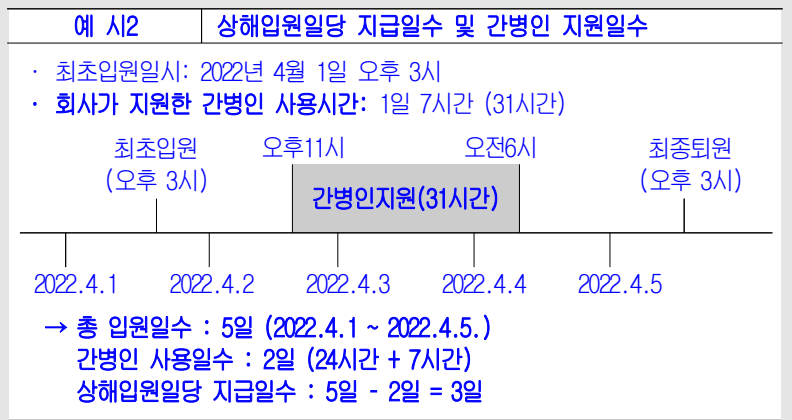 예 시2 상해입원일당 지급일수 및 간병인 지원일수
· 최초입원일시: 2022년 4월 1일 오후 3시
· 회사가 지원한 간병인 사용시간: 1일 7시간 (31시간)
최초입원 오후11시 오전6시 최종퇴원
(오후 3시) (오후 3시)
간병인지원(31시간)
2022.4.1 2022.4.2 2022.4.3 2022.4.4 2022.4.5
→ 총 입원일수 : 5일 (2022.4.1 ~ 2022.4.5.)
간병인 사용일수 : 2일 (24시간 + 7시간)
상해입원일당 지급일수 : 5일 - 2일 = 3일